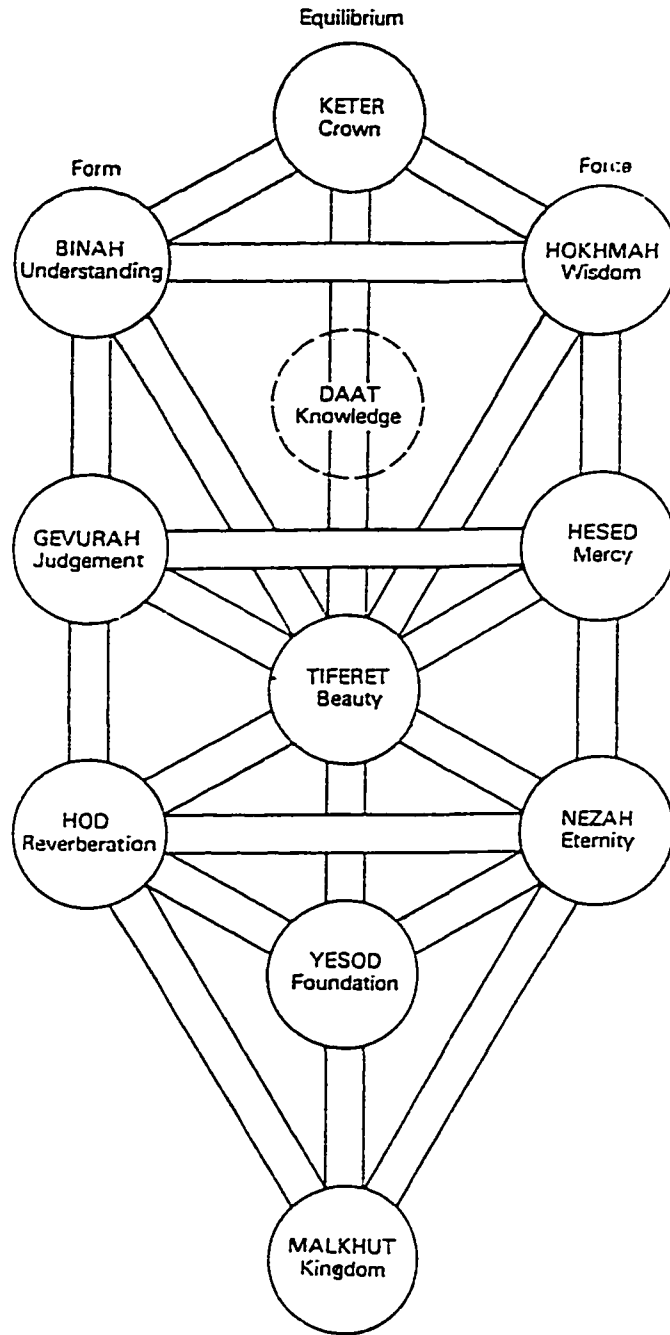 Equilibrium
KETER
Crown
Form
Force
BINAH
Understanding
HOKHMAH
Wisdom
DAAT
Knowledge
GEVURAH
Judgement
HESED
Mercy
TIFERET
Beauty
HOD
Reverberation
NEZAH
Eternity
YESOD
Foundation
MALKHUT
Kingdom